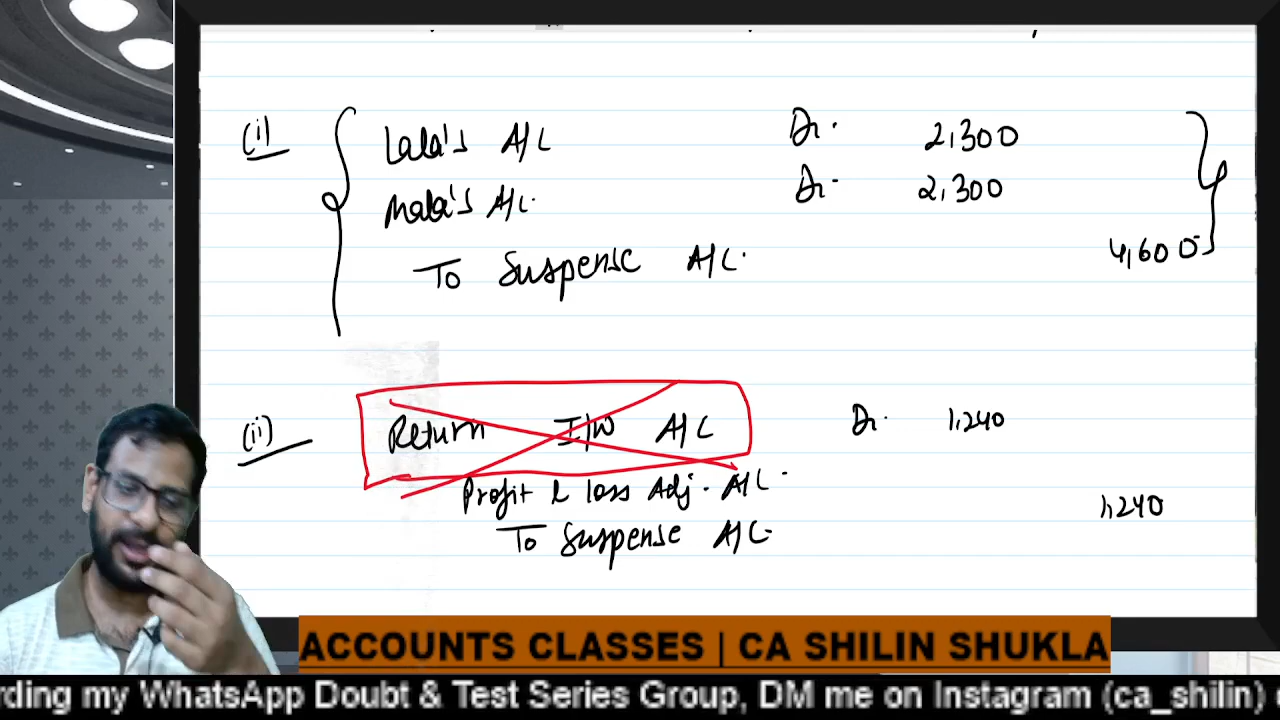 (i) Lala's A/C Dr. 2,300
Mala's A/C. Dr. 2,300
To Suspense A/C. 4,600
(ii) Return I/W A/C Dr. 1,240
Profit & loss Adj. A/C.
1,240
To Suspense A/C.
ACCOUNTS CLASSES | CA SHILIN SHUKLA
rding my WhatsApp Doubt & Test Series Group, DM me on Instagram (ca_shilin)